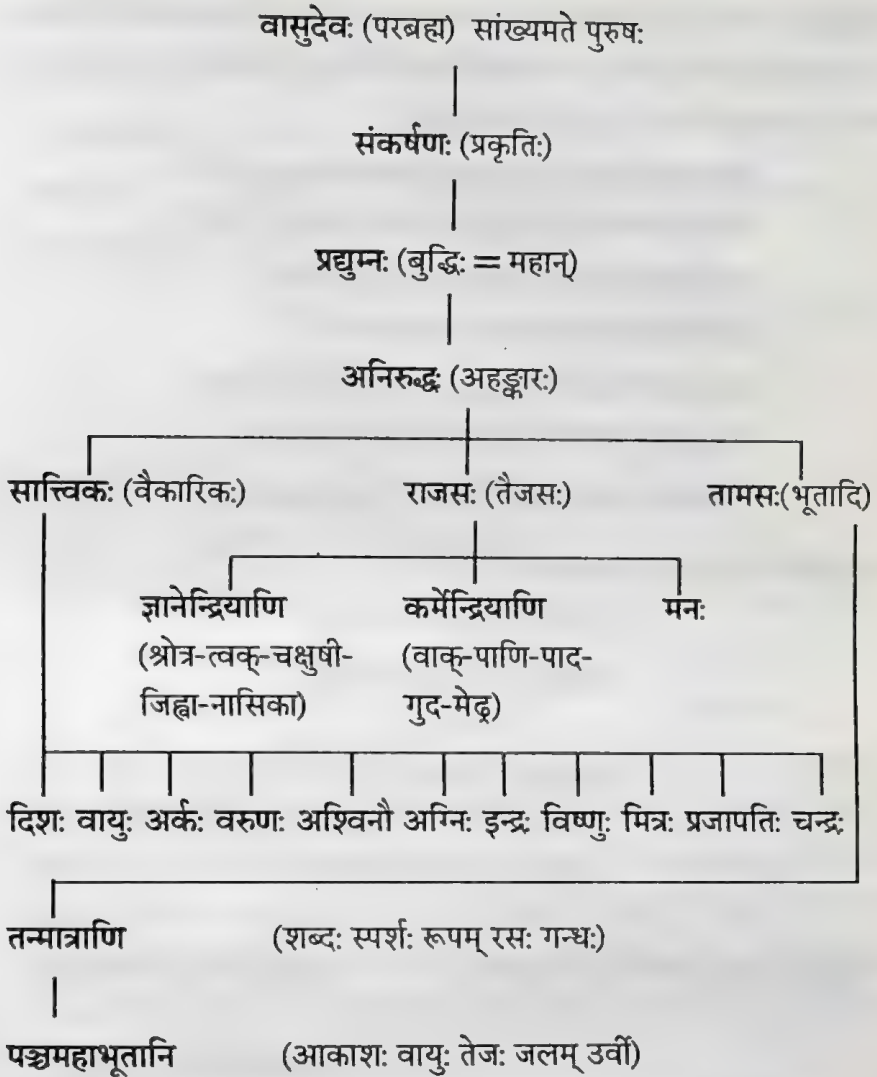 वासुदेवः (परब्रह्म) सांख्यमते पुरुषः
संकर्षणः (प्रकृतिः)
प्रद्युम्नः (बुद्धिः = महान्)
अनिरुद्धः (अहङ्कारः)
सात्त्विकः (वैकारिकः) राजसः (तैजसः) तामसः(भूतादि)
ज्ञानेन्द्रियाणि कर्मेन्द्रियाणि मनः
(श्रोत्र-त्वक्-चक्षुषी- (वाक्-पाणि-पाद-
जिह्वा-नासिका) गुद-मेढ्र)
दिशः वायुः अर्कः वरुणः अश्विनौ अग्निः इन्द्रः विष्णुः मित्रः प्रजापतिः चन्द्रः
तन्मात्राणि (शब्दः स्पर्शः रूपम् रसः गन्धः)
पञ्चमहाभूतानि (आकाशः वायुः तेजः जलम् उर्वी)